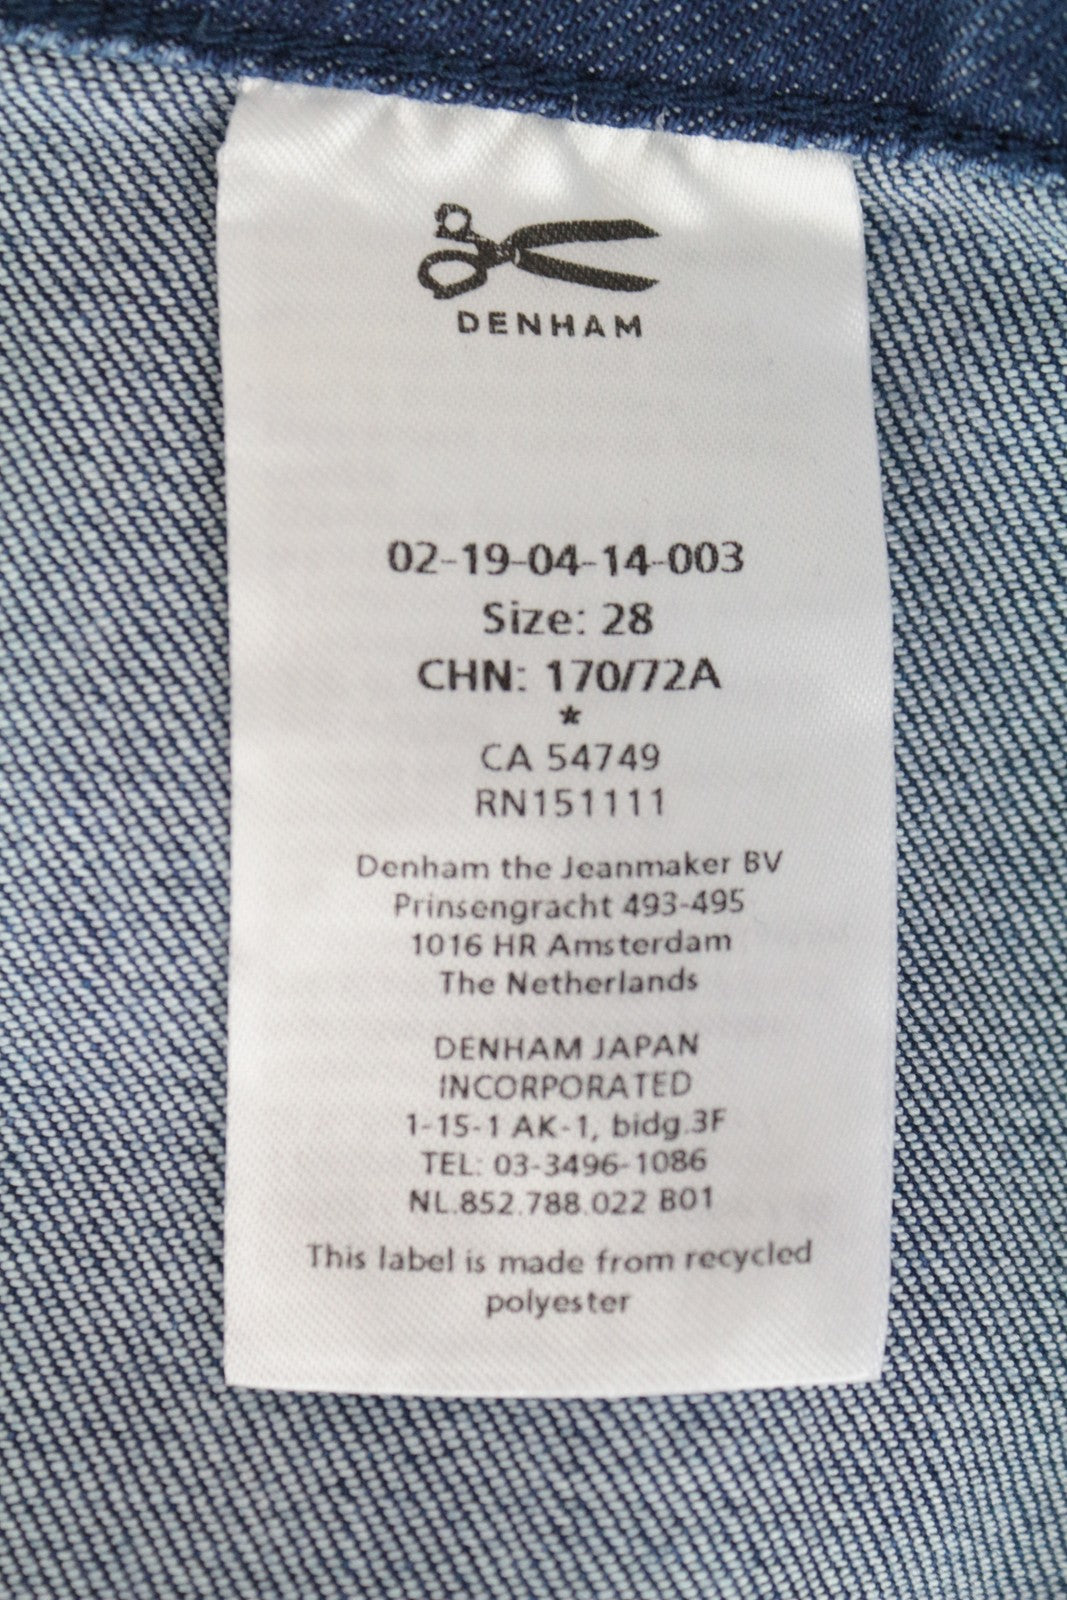 DENHAM
02-19-04-14-003
Size: 28
CHN: 170/72A
*
CA 54749
RN151111
Denham the Jeanmaker BV
Prinsengracht 493-495
1016 HR Amsterdam
The Netherlands
DENHAM JAPAN
INCORPORATED
1-15-1 AK-1, bidg.3F
TEL: 03-3496-1086
NL.852.788.022 B01
This label is made from recycled
polyester